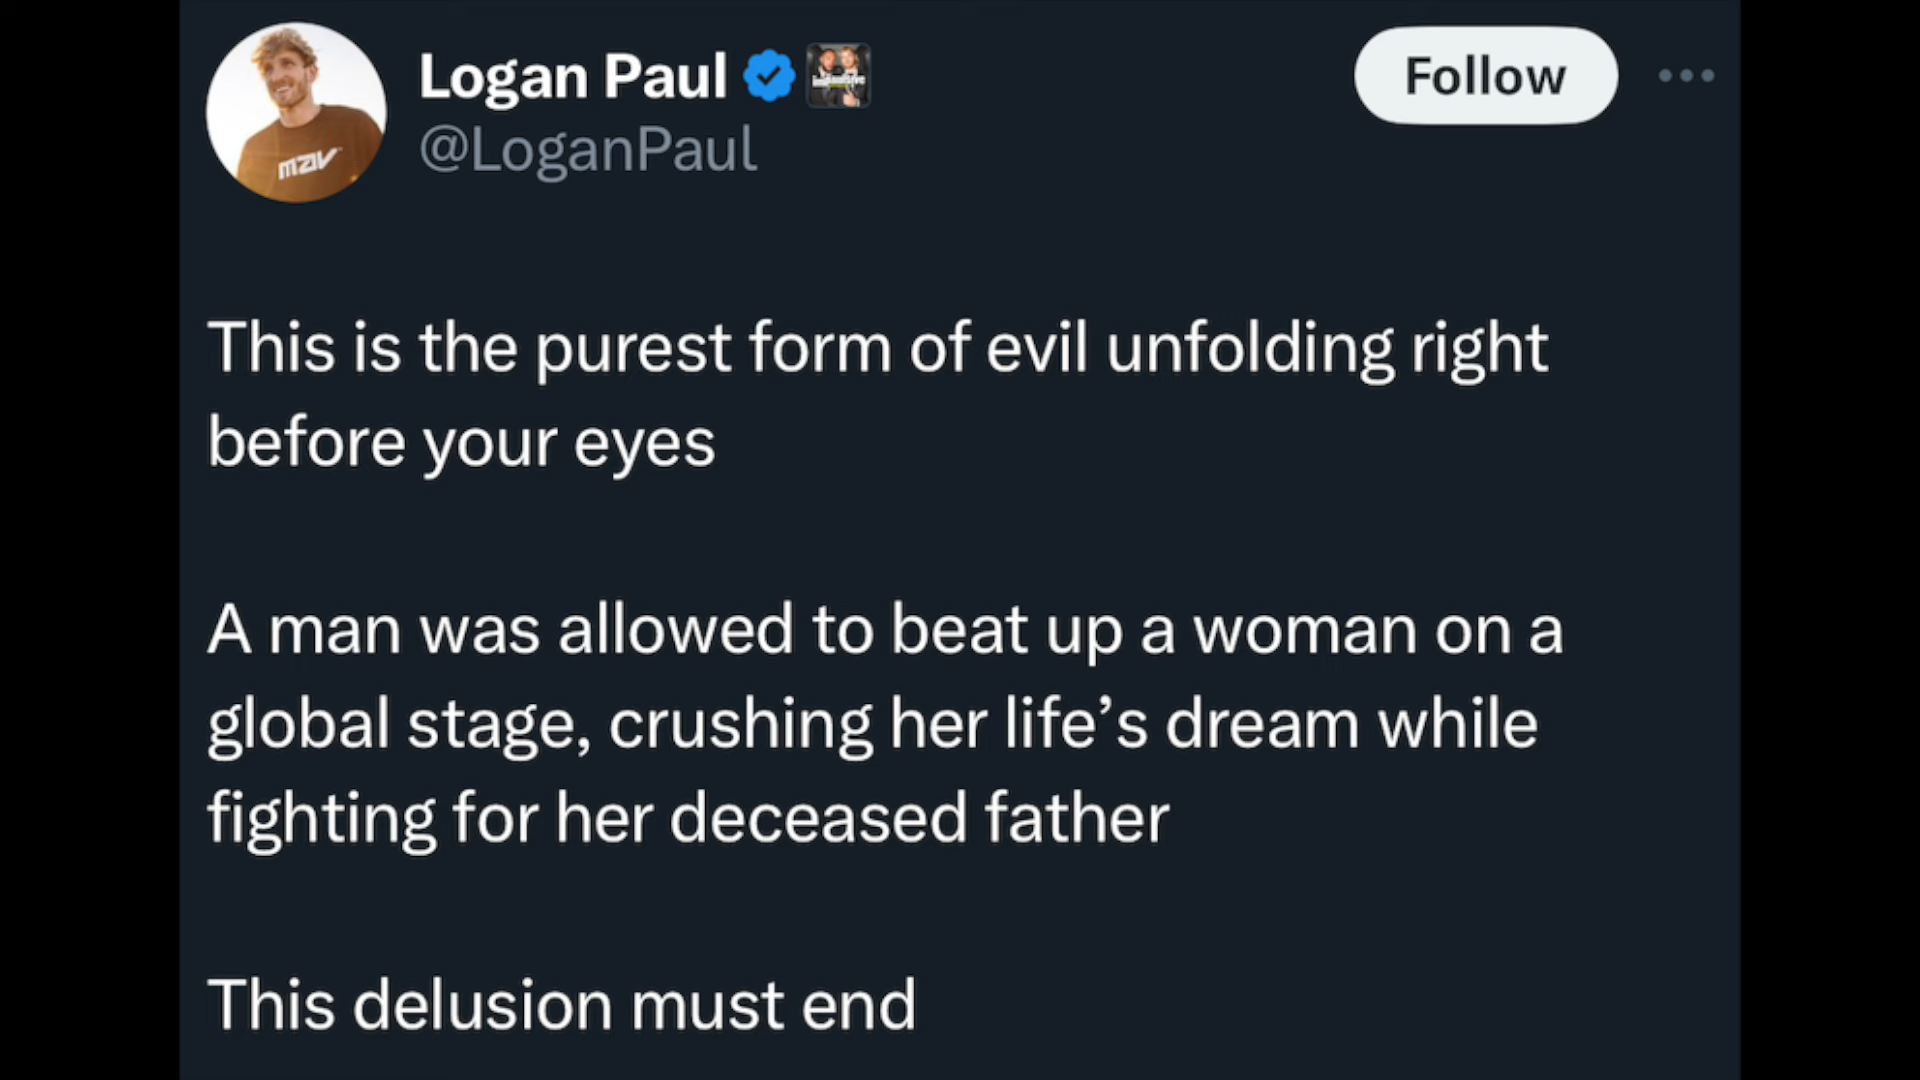 Logan Paul
@LoganPaul
Follow
This is the purest form of evil unfolding right
before your eyes
A man was allowed to beat up a woman on a
global stage, crushing her life’s dream while
fighting for her deceased father
This delusion must end